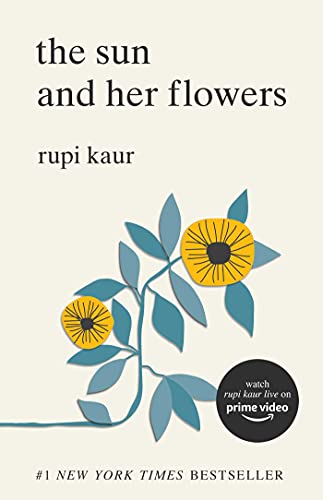 the sun
and her flowers
rupi kaur
watch
rupi kaur live on
prime video
#1 NEW YORK TIMES BESTSELLER